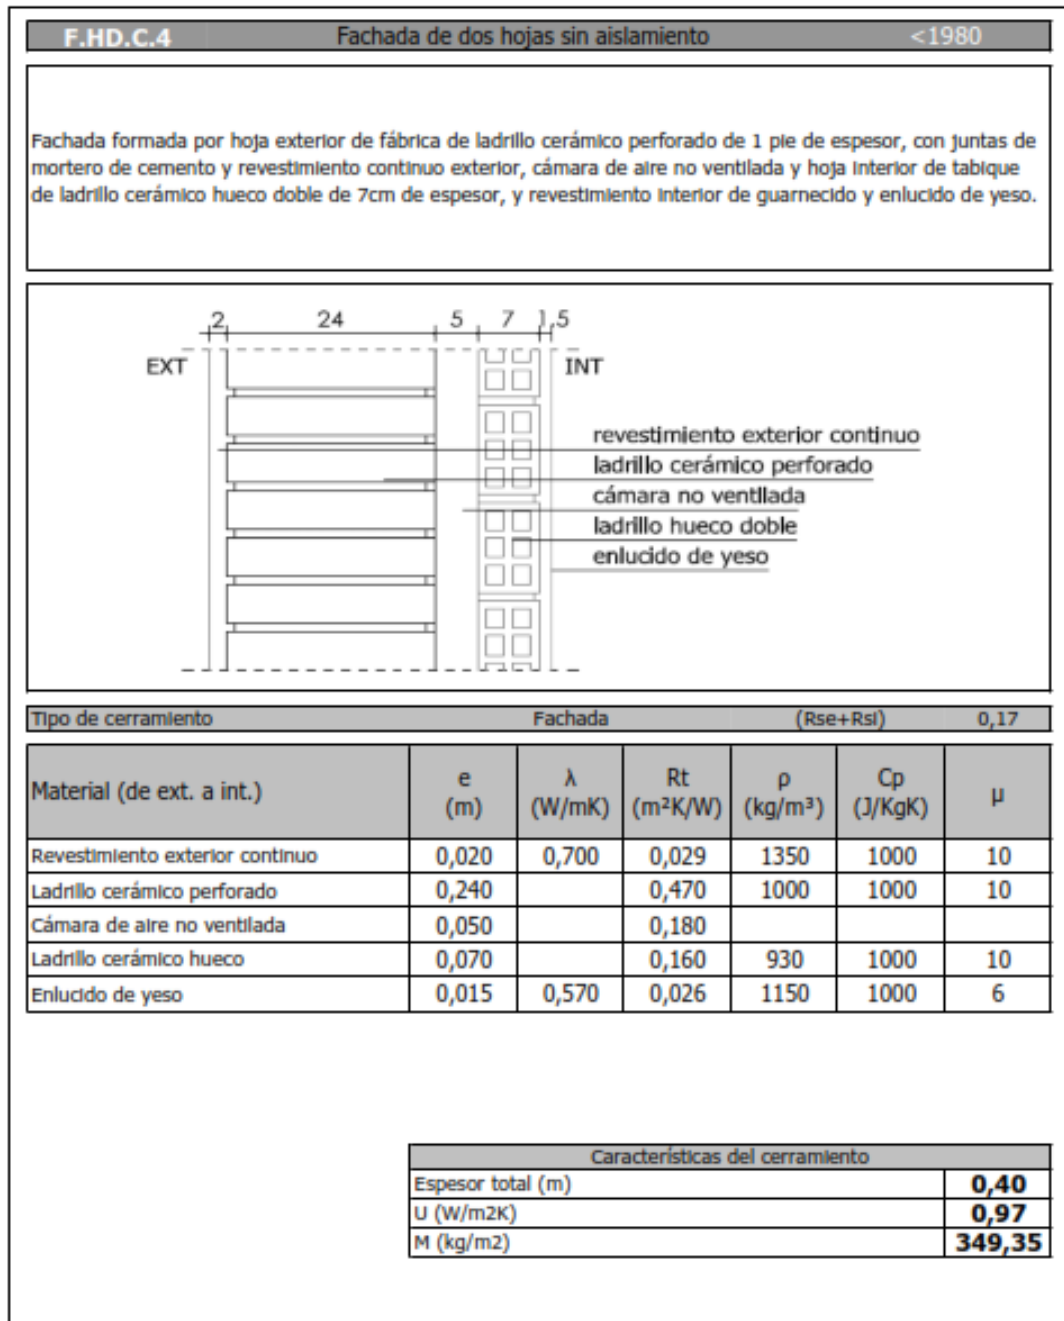 F.HD.C.4 Fachada de dos hojas sin aislamiento <1980
Fachada formada por hoja exterior de fábrica de ladrillo cerámico perforado de 1 pie de espesor, con juntas de
mortero de cemento y revestimiento continuo exterior, cámara de aire no ventilada y hoja interior de tabique
de ladrillo cerámico hueco doble de 7cm de espesor, y revestimiento interior de guarnecido y enlucido de yeso.
2 24 5 7 1,5
EXT INT
revestimiento exterior continuo
ladrillo cerámico perforado
cámara no ventilada
ladrillo hueco doble
enlucido de yeso
Tipo de cerramiento Fachada (Rse+Rsi) 0,17
Material (de ext. a int.) e (m) λ (W/mK) Rt (m²K/W) ρ (kg/m³) Cp (J/KgK) μ
Revestimiento exterior continuo 0,020 0,700 0,029 1350 1000 10
Ladrillo cerámico perforado 0,240 0,470 1000 1000 10
Cámara de aire no ventilada 0,050 0,180
Ladrillo cerámico hueco 0,070 0,160 930 1000 10
Enlucido de yeso 0,015 0,570 0,026 1150 1000 6
Características del cerramiento
Espesor total (m) 0,40
U (W/m2K) 0,97
M (kg/m2) 349,35